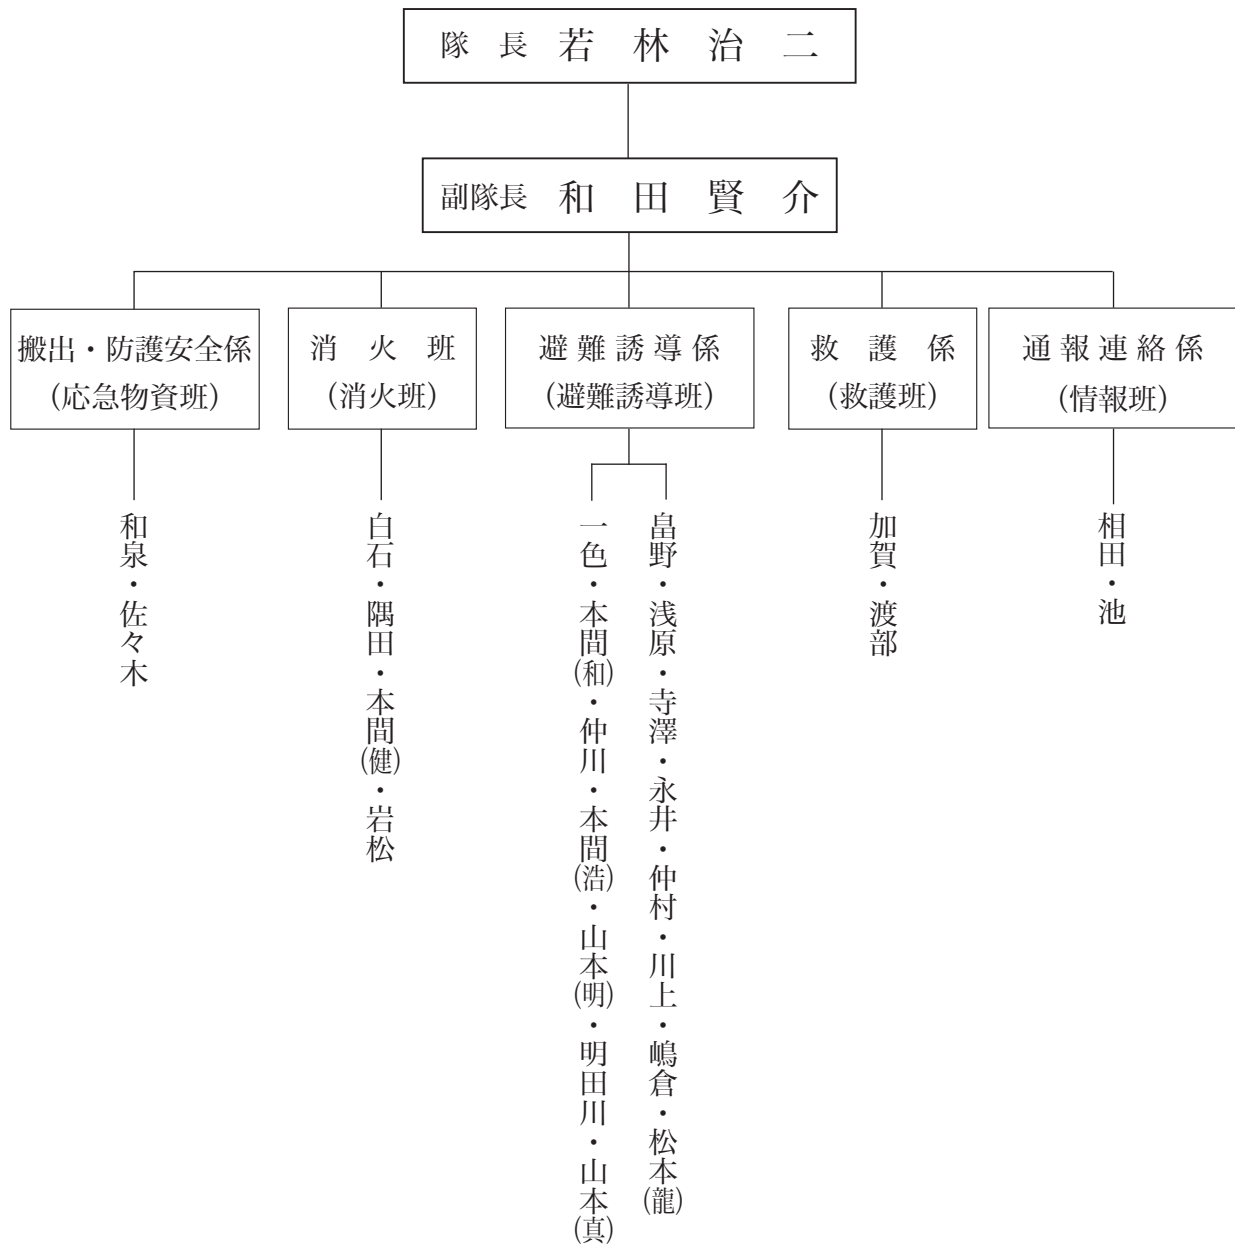 隊長 若林治二
副隊長 和田賢介
搬出・防護安全係
(応急物資班)
消火班
(消火班)
避難誘導係
(避難誘導班)
救護係
(救護班)
通報連絡係
(情報班)
和泉・佐々木
白石・隅田・本間(健)・岩松
畠野・浅原・寺澤・永井・仲村・川上・嶋倉・松本(龍)
一色・本間(和)・仲川・本間(浩)・山本(明)・明田川・山本(真)
加賀・渡部
相田・池